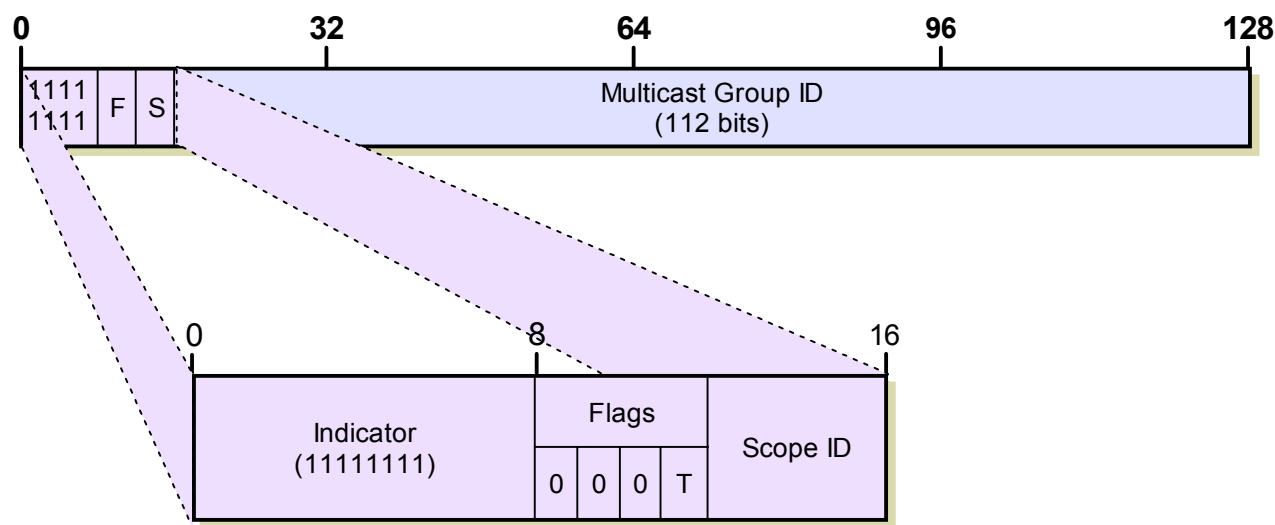 0 32 64 96 128
1111
1111
F
S
Multicast Group ID
(112 bits)
0 8 16
Indicator
(11111111)
Flags
0 0 0 T
Scope ID